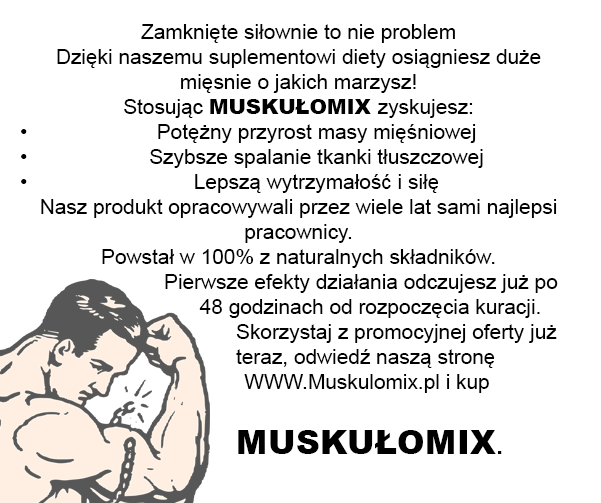 Zamknięte siłownie to nie problem
Dzięki naszemu suplementowi diety osiągniesz duże
mięsnie o jakich marzysz!
Stosując MUSKUŁOMIX zyskujesz:
• Potężny przyrost masy mięśniowej
• Szybsze spalanie tkanki tłuszczowej
• Lepszą wytrzymałość i siłę
Nasz produkt opracowywali przez wiele lat sami najlepsi
pracownicy.
Powstał w 100% z naturalnych składników.
Pierwsze efekty działania odczujesz już po
48 godzinach od rozpoczęcia kuracji.
Skorzystaj z promocyjnej oferty już
teraz, odwiedź naszą stronę
WWW.Muskulomix.pl i kup
MUSKUŁOMIX.